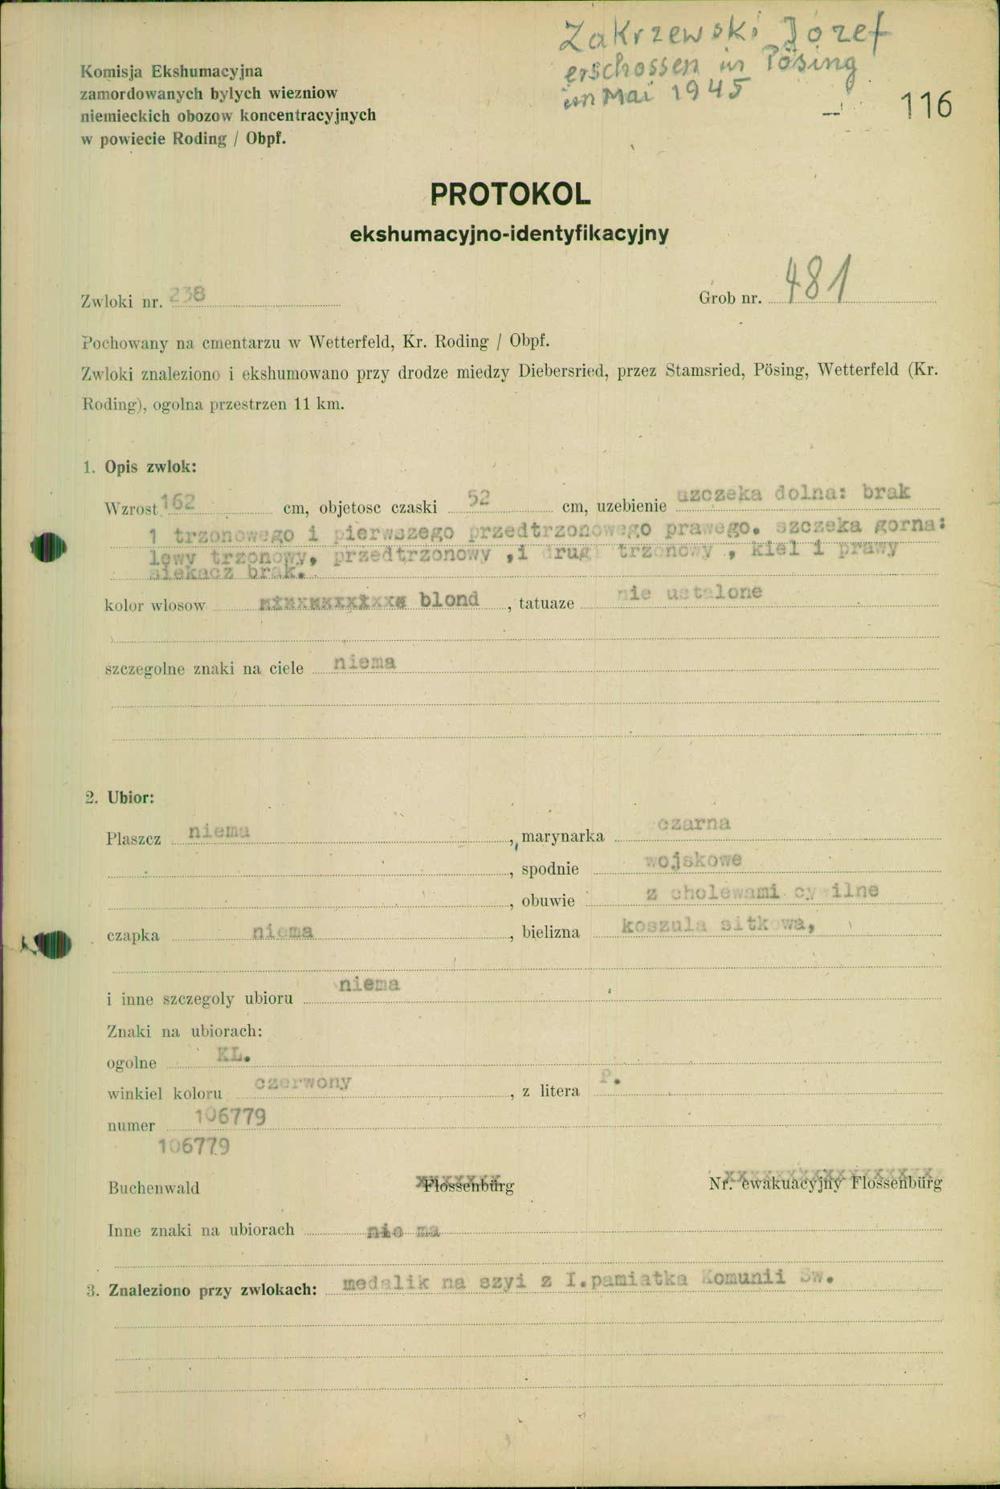 Zakrzewski Józef
erschossen in Pösing
im Mai 1945
116
Komisja Ekshumacyjna
zamordowanych bylych wiezniow
niemieckich obozow koncentracyjnych
w powiecie Roding / Obpf.
PROTOKOL
ekshumacyjno-identyfikacyjny
Zwloki nr. 238 Grob nr. 481
Pochowany na cmentarzu w Wetterfeld, Kr. Roding / Obpf.
Zwloki znaleziono i ekshumowano przy drodze miedzy Diebersried, przez Stamsried, Pösing, Wetterfeld (Kr.
Roding), ogolna przestrzen 11 km.
1. Opis zwlok:
Wzrost 162 cm, objetosc czaski 52 cm, uzebienie uzczeka dolna: brak
1 trzonowego i pierwszego przedtrzonowego prawego. szczeka gorna:
lewy trzonowy, przedtrzonowy ,i drugi trzonowy , kiel i prawy
siekacz brak.
kolor wlosow blond , tatuaze nie ustalone
szczegolne znaki na ciele niema
2. Ubior:
Plaszcz niema , marynarka czarna
, spodnie wojskowe
, obuwie z cholewami cywilne
czapka niema , bielizna koszula sitkowa,
i inne szczegoly ubioru niema
Znaki na ubiorach:
ogolne KL.
winkiel koloru czerwony , z litera P.
numer 106779
106779
Buchenwald Flossenbürg Nr. ewakuacyjny Flossenbürg
Inne znaki na ubiorach nie ma
3. Znaleziono przy zwlokach: medalik na szyi z I.pamiatka Komunii Sw.